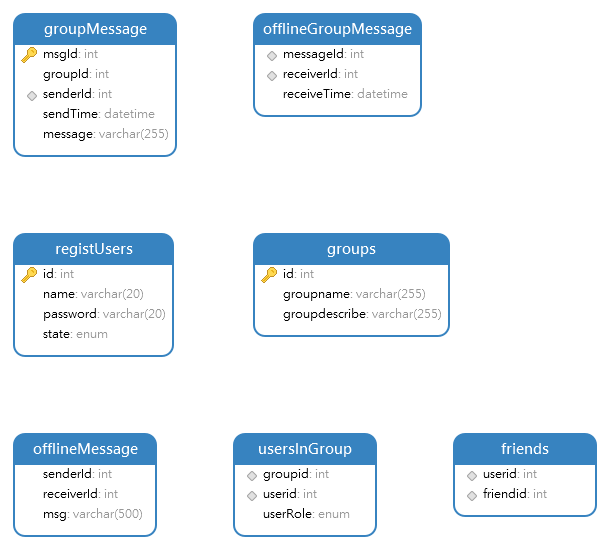 groupMessage
msgId: int
groupId: int
senderId: int
sendTime: datetime
message: varchar(255)
offlineGroupMessage
messageId: int
receiverId: int
receiveTime: datetime
registUsers
id: int
name: varchar(20)
password: varchar(20)
state: enum
groups
id: int
groupname: varchar(255)
groupdescribe: varchar(255)
offlineMessage
senderId: int
receiverId: int
msg: varchar(500)
usersInGroup
groupid: int
userid: int
userRole: enum
friends
userid: int
friendid: int